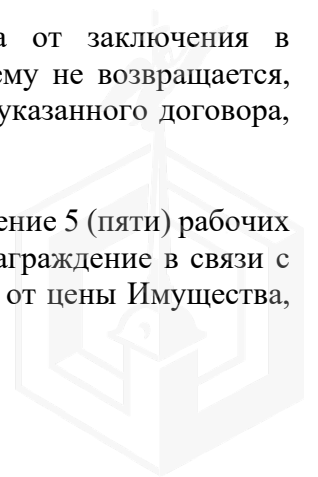 а от заключения в
ему не возвращается,
указанного договора,
ение 5 (пяти) рабочих
аграждение в связи с
от цены Имущества,